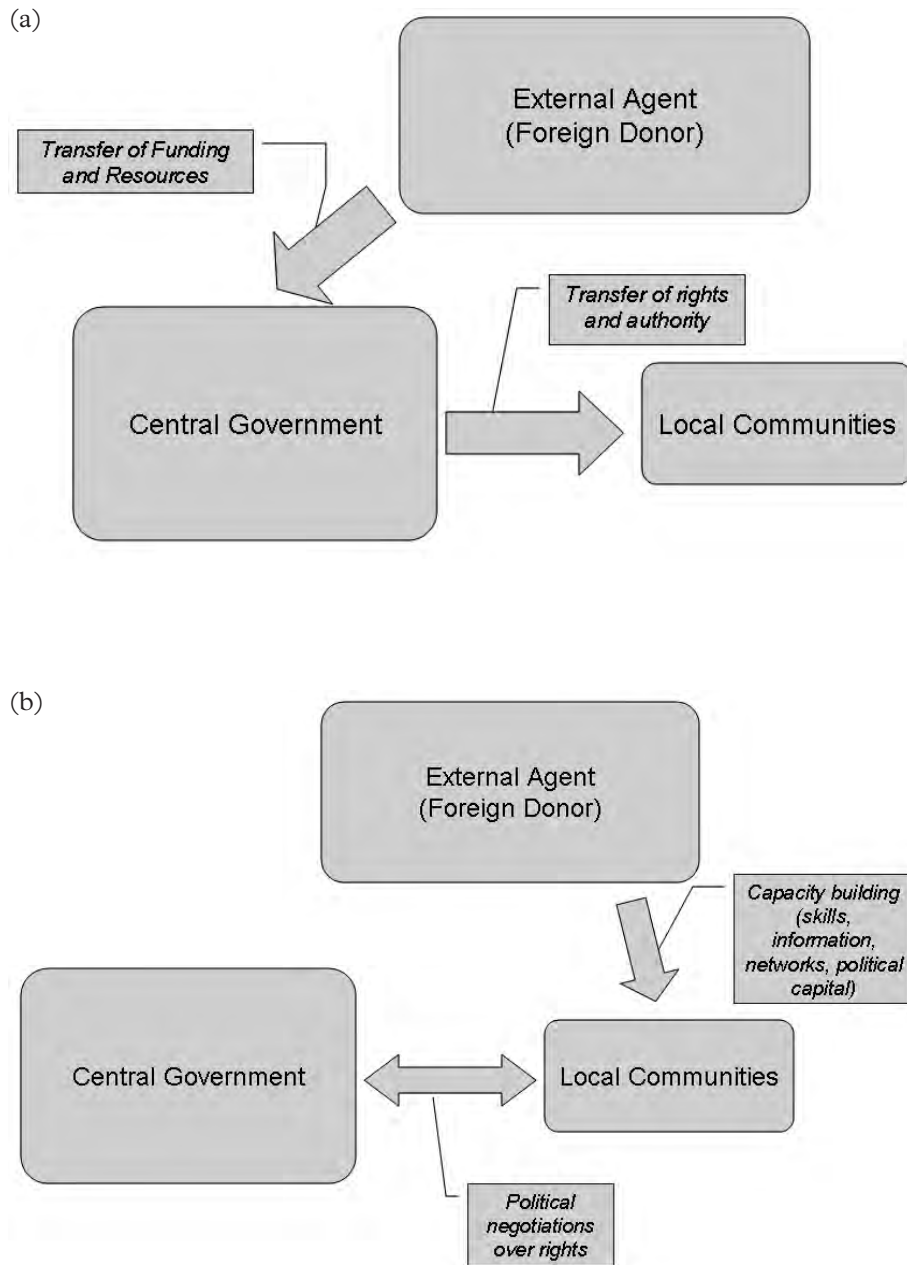 (a)
External Agent
(Foreign Donor)
Transfer of Funding
and Resources
Transfer of rights
and authority
Central Government
Local Communities
(b)
External Agent
(Foreign Donor)
Capacity building
(skills,
information,
networks, political
capital)
Central Government
Local Communities
Political
negotiations
over rights